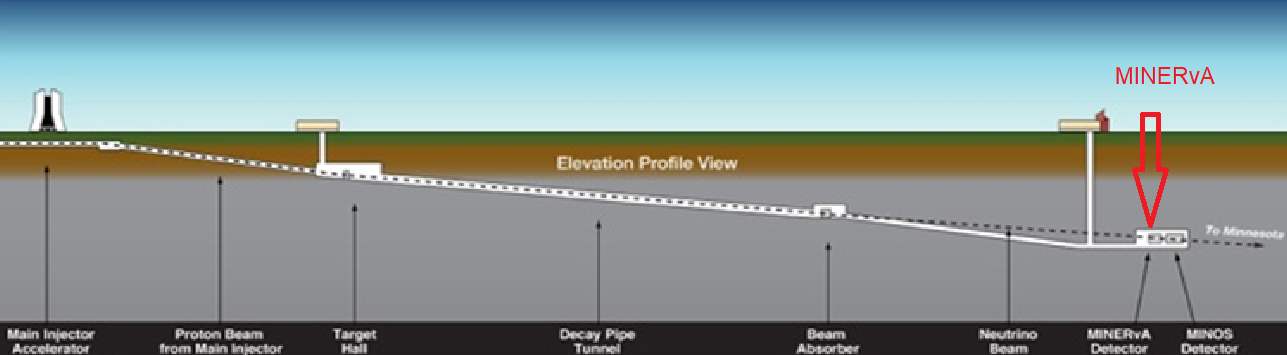 MINERvA
Elevation Profile View
To Minnesota
Main Injector
Accelerator
Proton Beam
from Main Injector
Target
Hall
Decay Pipe
Tunnel
Beam
Absorber
Neutrino
Beam
MINERvA
Detector
MINOS
Detector